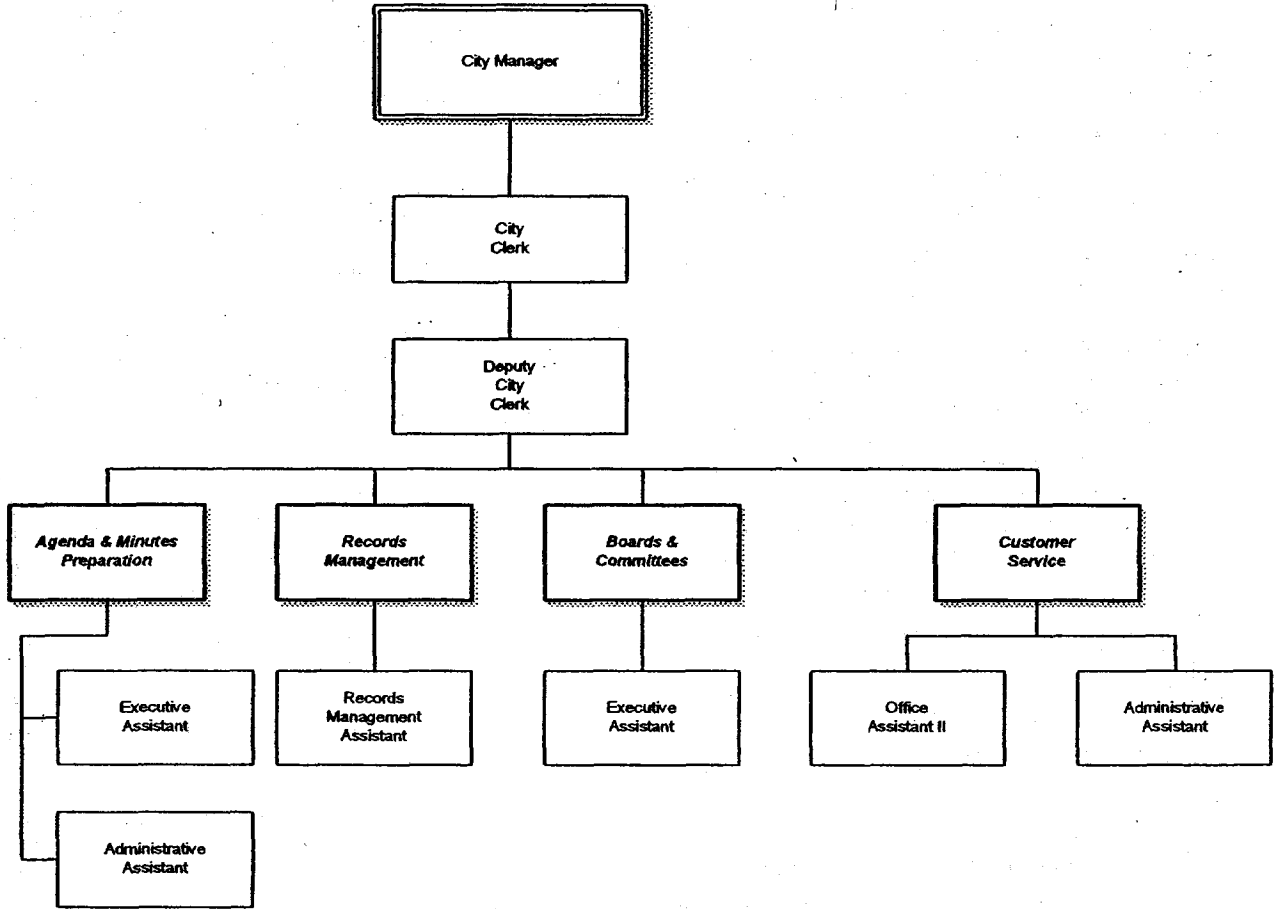 City Manager
City
Clerk
Deputy
City
Clerk
Agenda & Minutes
Preparation
Records
Management
Boards &
Committees
Customer
Service
Executive
Assistant
Records
Management
Assistant
Executive
Assistant
Office
Assistant II
Administrative
Assistant
Administrative
Assistant